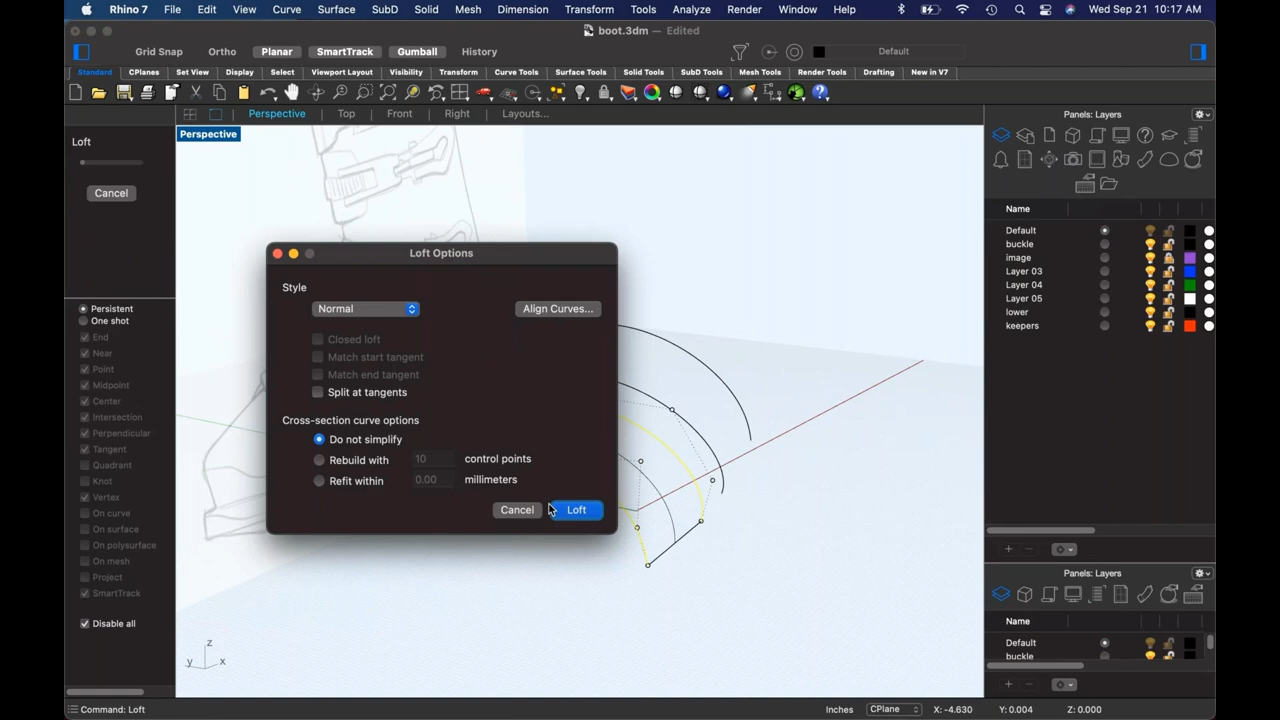 Rhino 7 File Edit View Curve Surface SubD Solid Mesh Dimension Transform Tools Analyze Render Window Help Wed Sep 21 10:17 AM
boot.3dm — Edited
Grid Snap Ortho Planar SmartTrack Gumball History Default
Standard CPlanes Set View Display Select Viewport Layout Visibility Transform Curve Tools Surface Tools Solid Tools SubD Tools Mesh Tools Render Tools Drafting New in V7
Perspective Top Front Right Layouts... Panels: Layers
Perspective
Loft
Cancel
Persistent
One shot
End
Near
Point
Midpoint
Center
Intersection
Perpendicular
Tangent
Quadrant
Knot
Vertex
On curve
On surface
On polysurface
On mesh
Project
SmartTrack
Disable all
Loft Options
Style
Normal Align Curves...
Closed loft
Match start tangent
Match end tangent
Split at tangents
Cross-section curve options
Do not simplify
Rebuild with 10 control points
Refit within 0.00 millimeters
Cancel Loft
z
y x
Name
Default
buckle
image
Layer 03
Layer 04
Layer 05
lower
keepers
Panels: Layers
Name
Default
buckle
Command: Loft Inches CPlane X: -4.630 Y: 0.004 Z: 0.000